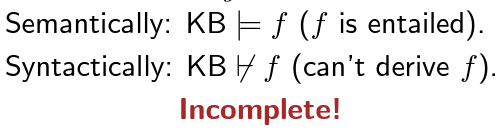 Semantically: KB ⊨ f (f is entailed).
Syntactically: KB ⊬ f (can't derive f).
Incomplete!